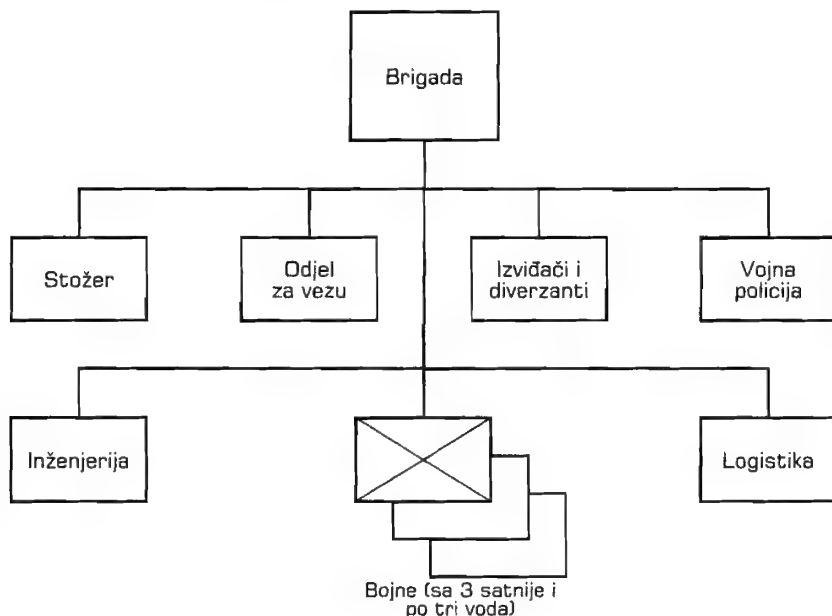 Brigada
Stožer
Odjel
za vezu
Izviđači i
diverzanti
Vojna
policija
Inženjerija
Logistika
Bojne (sa 3 satnije i
po tri voda)